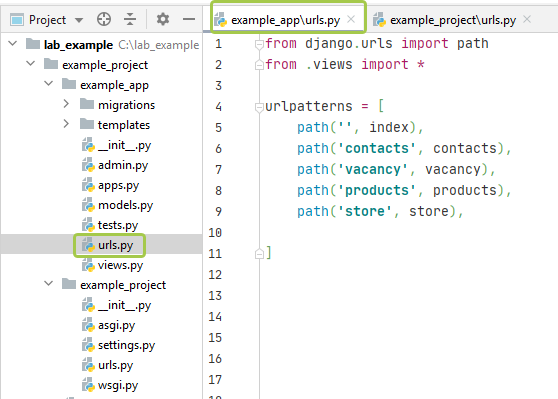 Project
example_app\urls.py
example_project\urls.py
lab_example C:\lab_example
example_project
example_app
migrations
templates
__init__.py
admin.py
apps.py
models.py
tests.py
urls.py
views.py
example_project
__init__.py
asgi.py
settings.py
urls.py
wsgi.py
1 from django.urls import path
2 from .views import *
3
4 urlpatterns = [
5 path('', index),
6 path('contacts', contacts),
7 path('vacancy', vacancy),
8 path('products', products),
9 path('store', store),
10
11 ]
12
13
14
15
16
17
18